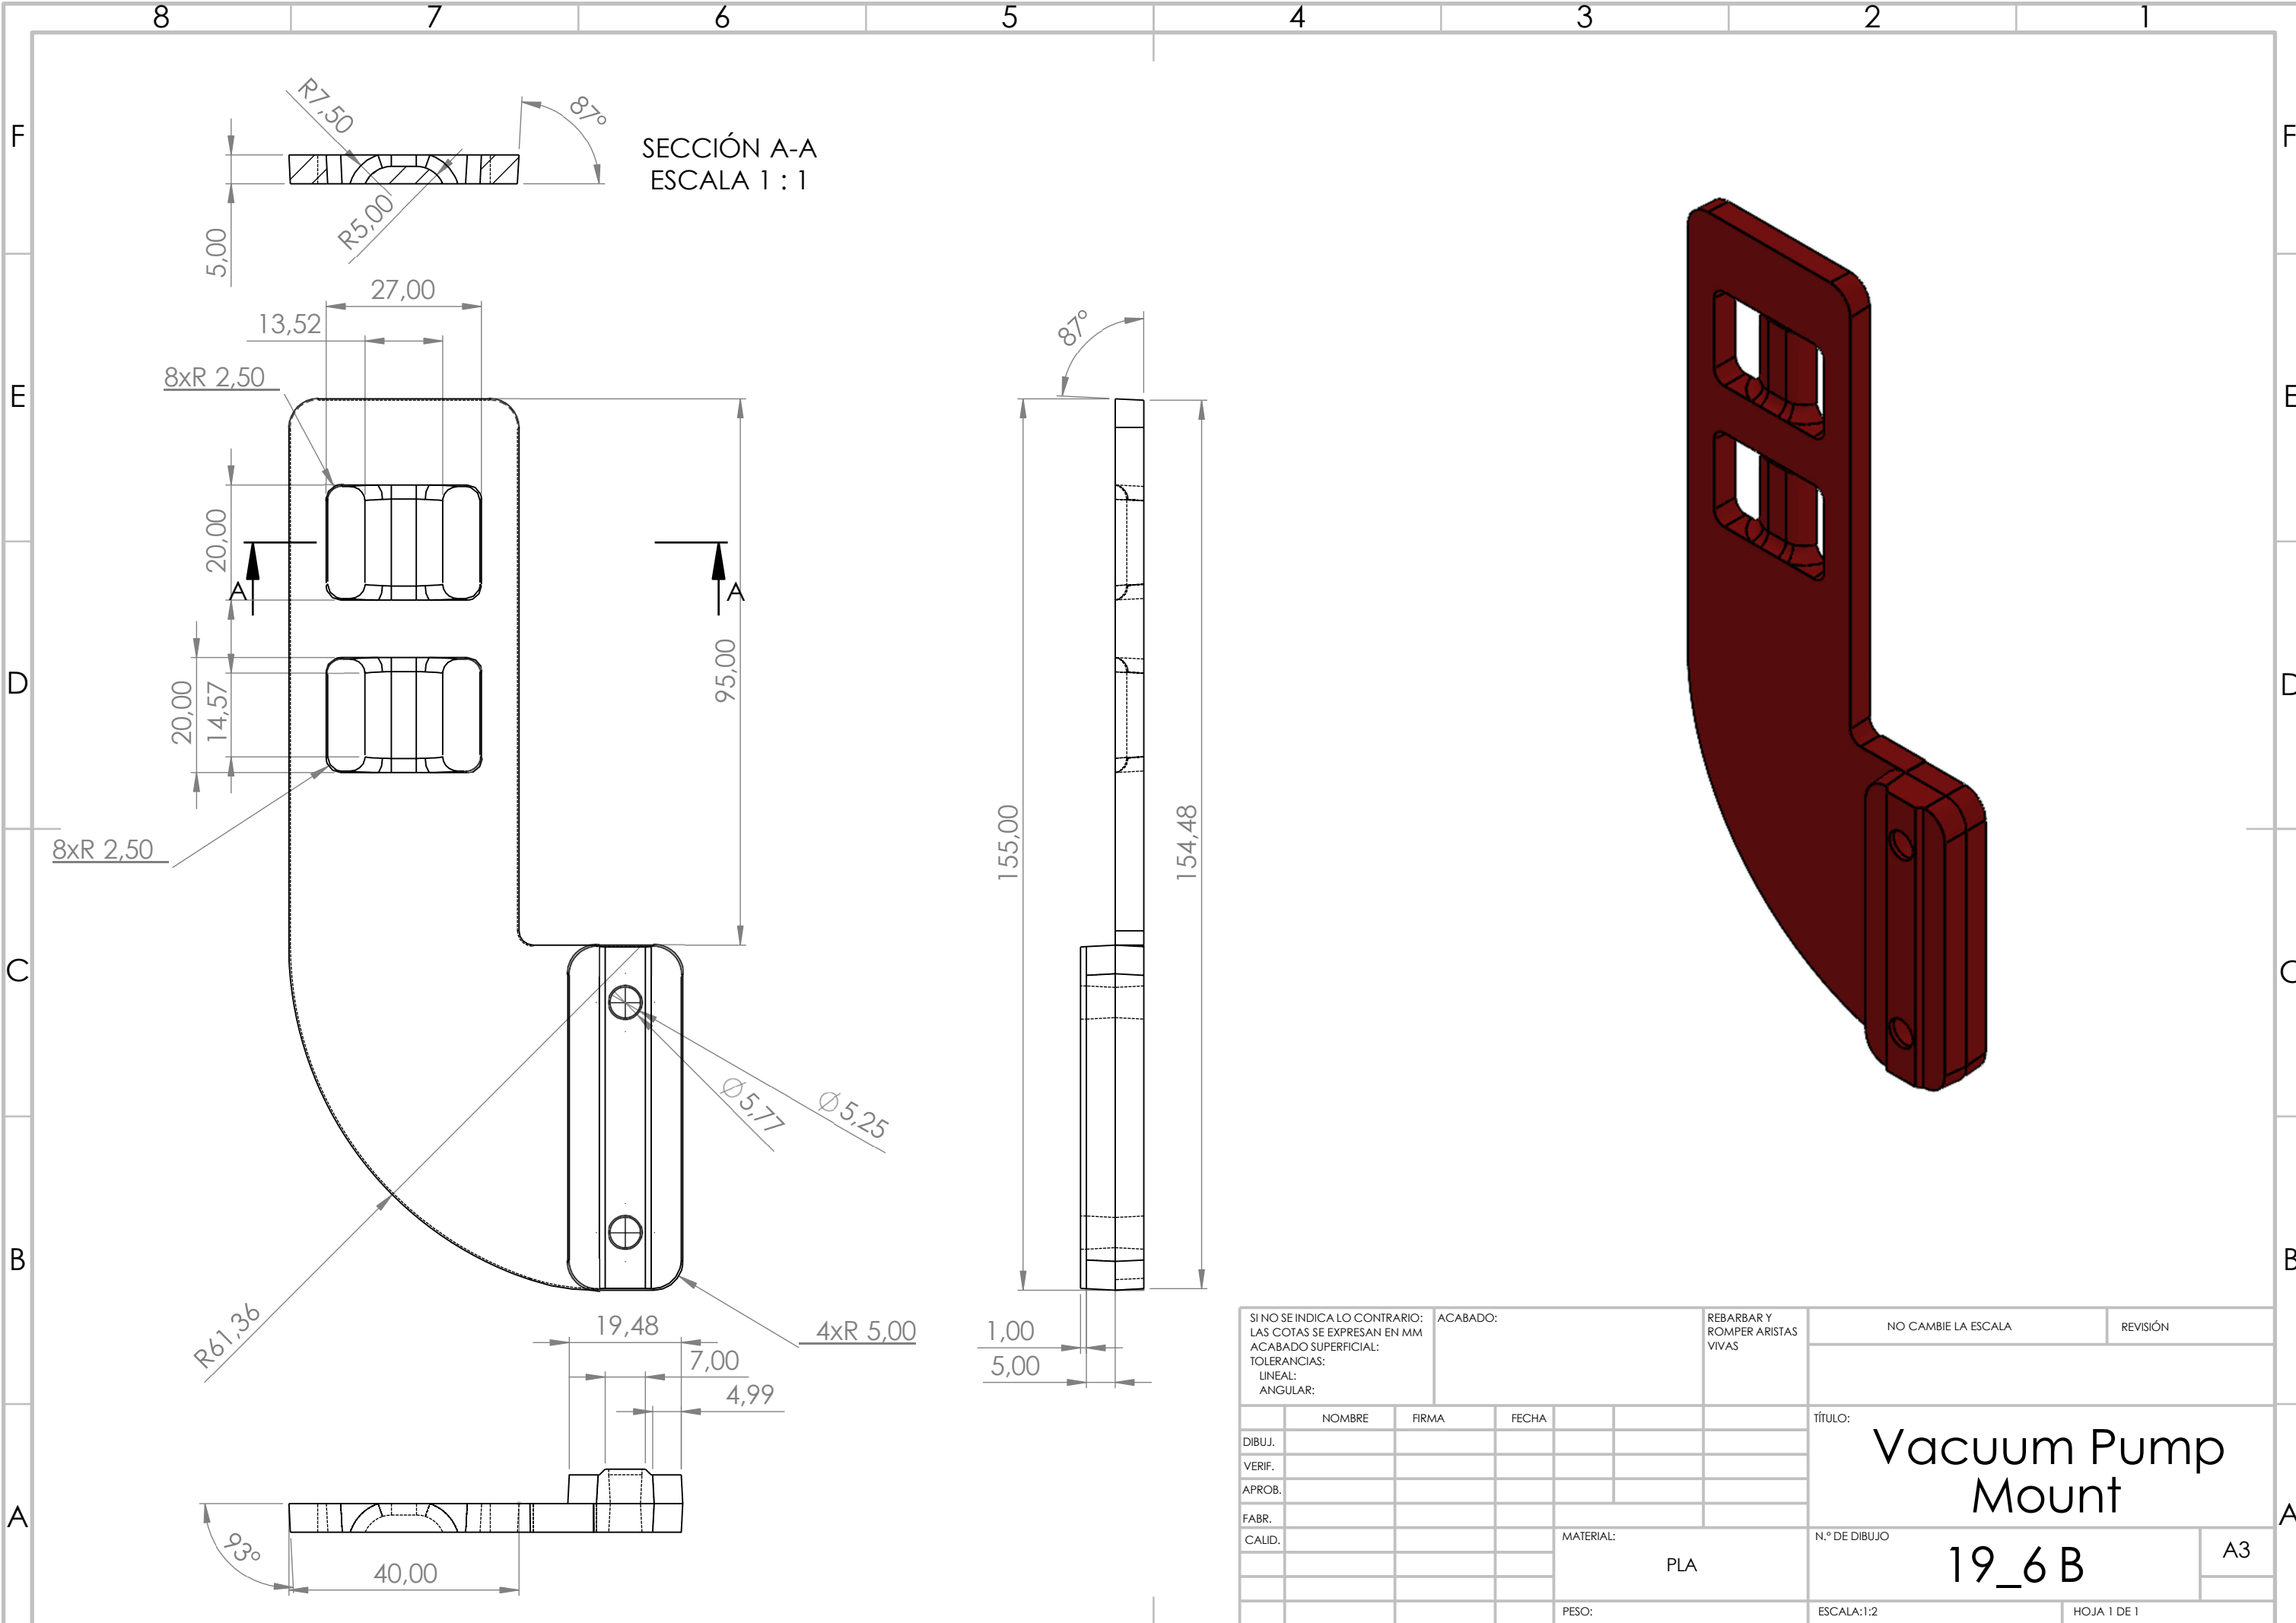 8 7 6 5 4 3 2 1
F F
E E
D D
C C
B B
A A
R7,50
87°
SECCIÓN A-A
ESCALA 1 : 1
5,00
R5,00
27,00
13,52
8xR 2,50
20,00
A A
95,00
20,00
14,57
8xR 2,50
87°
155,00
154,48
∅5,77
∅5,25
R61,36
4xR 5,00
19,48
7,00
4,99
1,00
5,00
93°
40,00
SI NO SE INDICA LO CONTRARIO:
LAS COTAS SE EXPRESAN EN MM
ACABADO SUPERFICIAL:
TOLERANCIAS:
LINEAL:
ANGULAR:
ACABADO:
REBARBAR Y
ROMPER ARISTAS
VIVAS
NO CAMBIE LA ESCALA
REVISIÓN
NOMBRE FIRMA FECHA
DIBUJ.
VERIF.
APROB.
FABR.
CALID.
TÍTULO:
Vacuum Pump
Mount
MATERIAL:
PLA
N.º DE DIBUJO
19_6 B
A3
PESO:
ESCALA:1:2
HOJA 1 DE 1